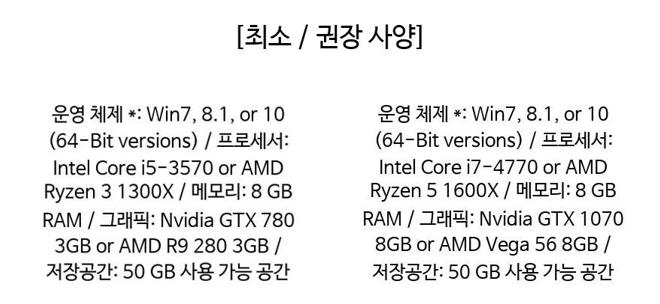 [최소 / 권장 사양]
운영 체제 *: Win7, 8.1, or 10
(64-Bit versions) / 프로세서:
Intel Core i5-3570 or AMD
Ryzen 3 1300X / 메모리: 8 GB
RAM / 그래픽: Nvidia GTX 780
3GB or AMD R9 280 3GB /
저장공간: 50 GB 사용 가능 공간
운영 체제 *: Win7, 8.1, or 10
(64-Bit versions) / 프로세서:
Intel Core i7-4770 or AMD
Ryzen 5 1600X / 메모리: 8 GB
RAM / 그래픽: Nvidia GTX 1070
8GB or AMD Vega 56 8GB /
저장공간: 50 GB 사용 가능 공간